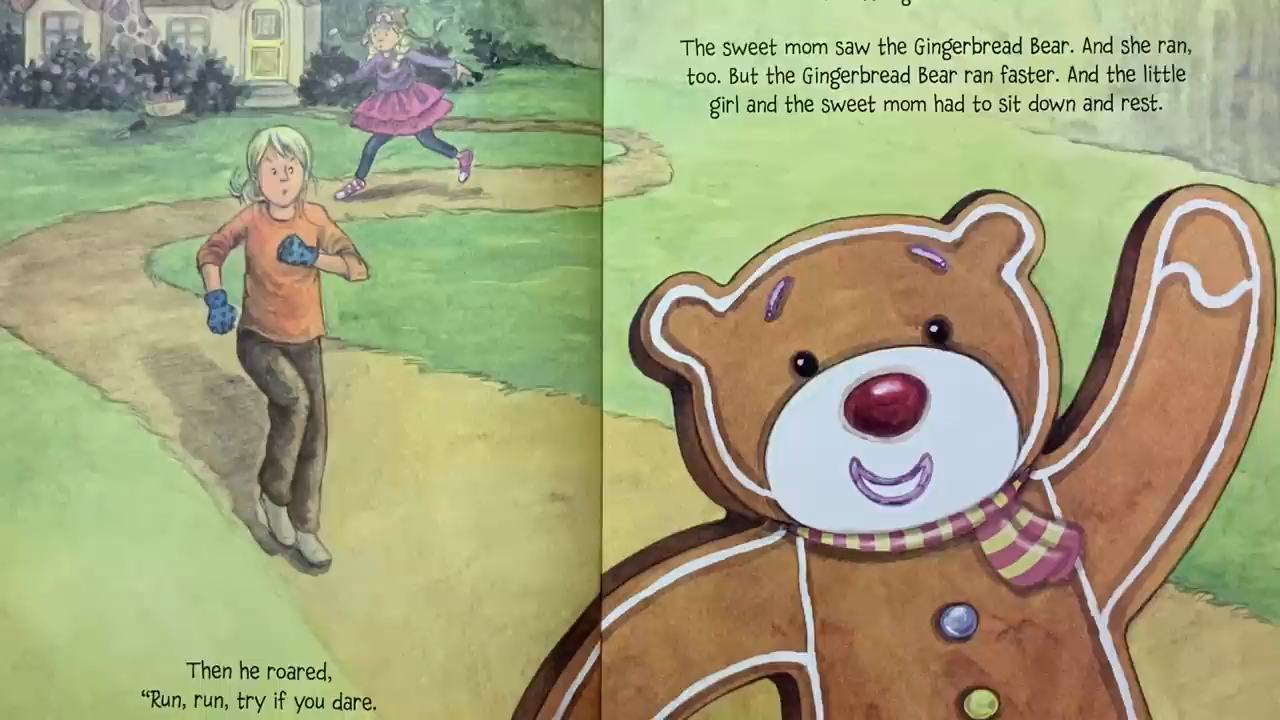 The sweet mom saw the Gingerbread Bear. And she ran,
too. But the Gingerbread Bear ran faster. And the little
girl and the sweet mom had to sit down and rest.
Then he roared,
“Run, run, try if you dare.